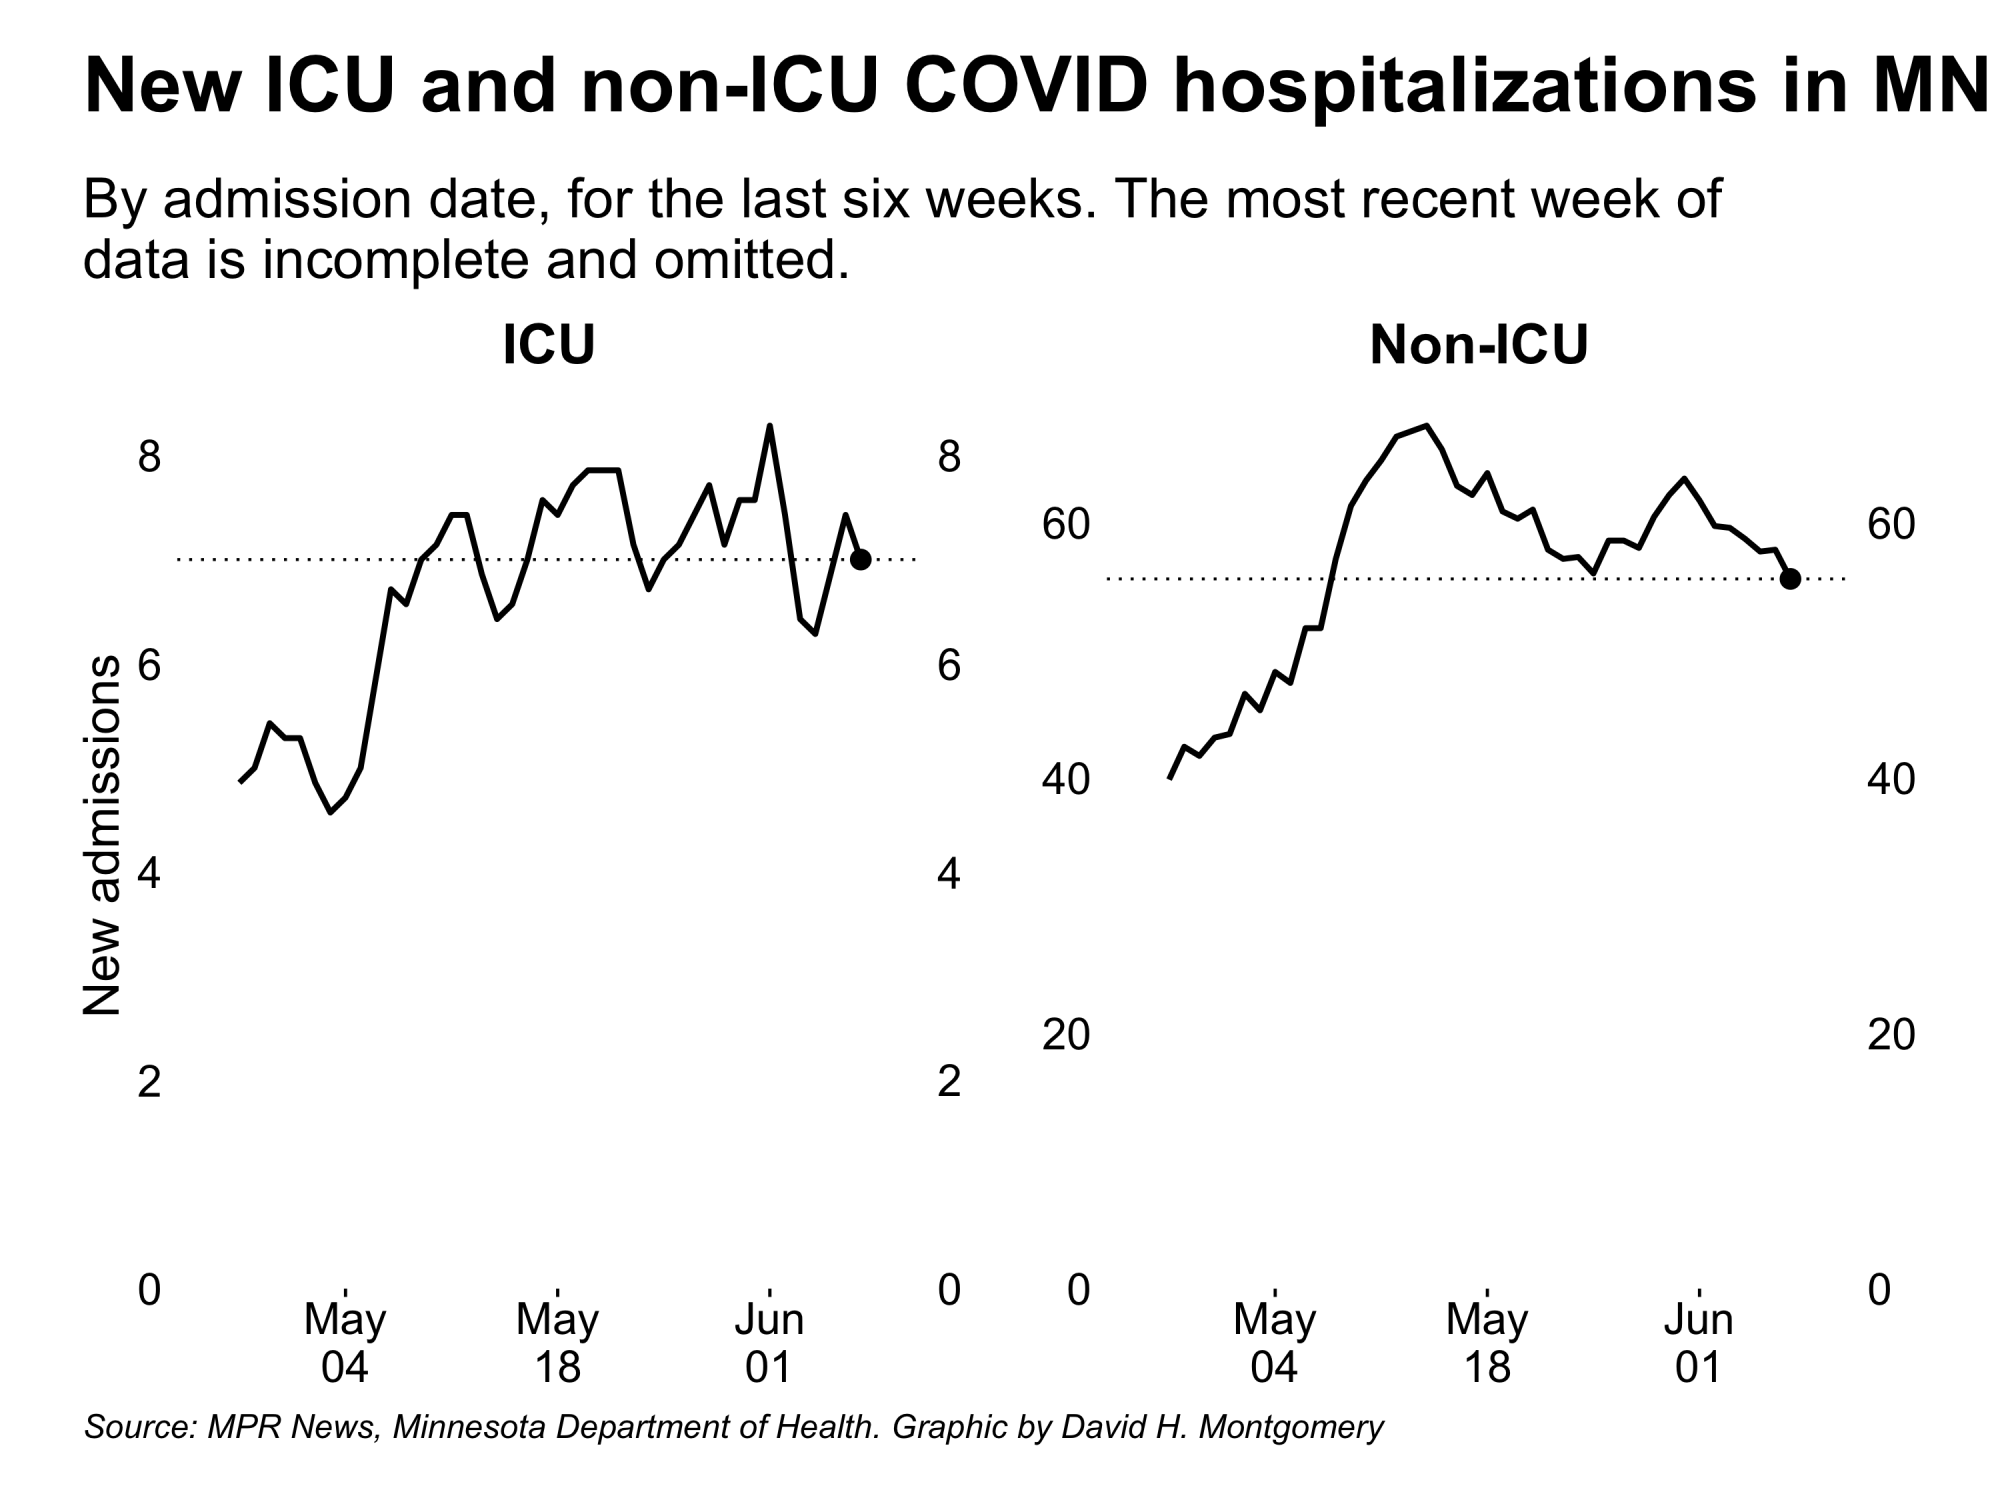 New ICU and non-ICU COVID hospitalizations in MN
By admission date, for the last six weeks. The most recent week of
data is incomplete and omitted.
ICU
New admissions
8
6
4
2
0
8
6
4
2
0
May
04
May
18
Jun
01
Non-ICU
60
40
20
0
60
40
20
0
May
04
May
18
Jun
01
Source: MPR News, Minnesota Department of Health. Graphic by David H. Montgomery